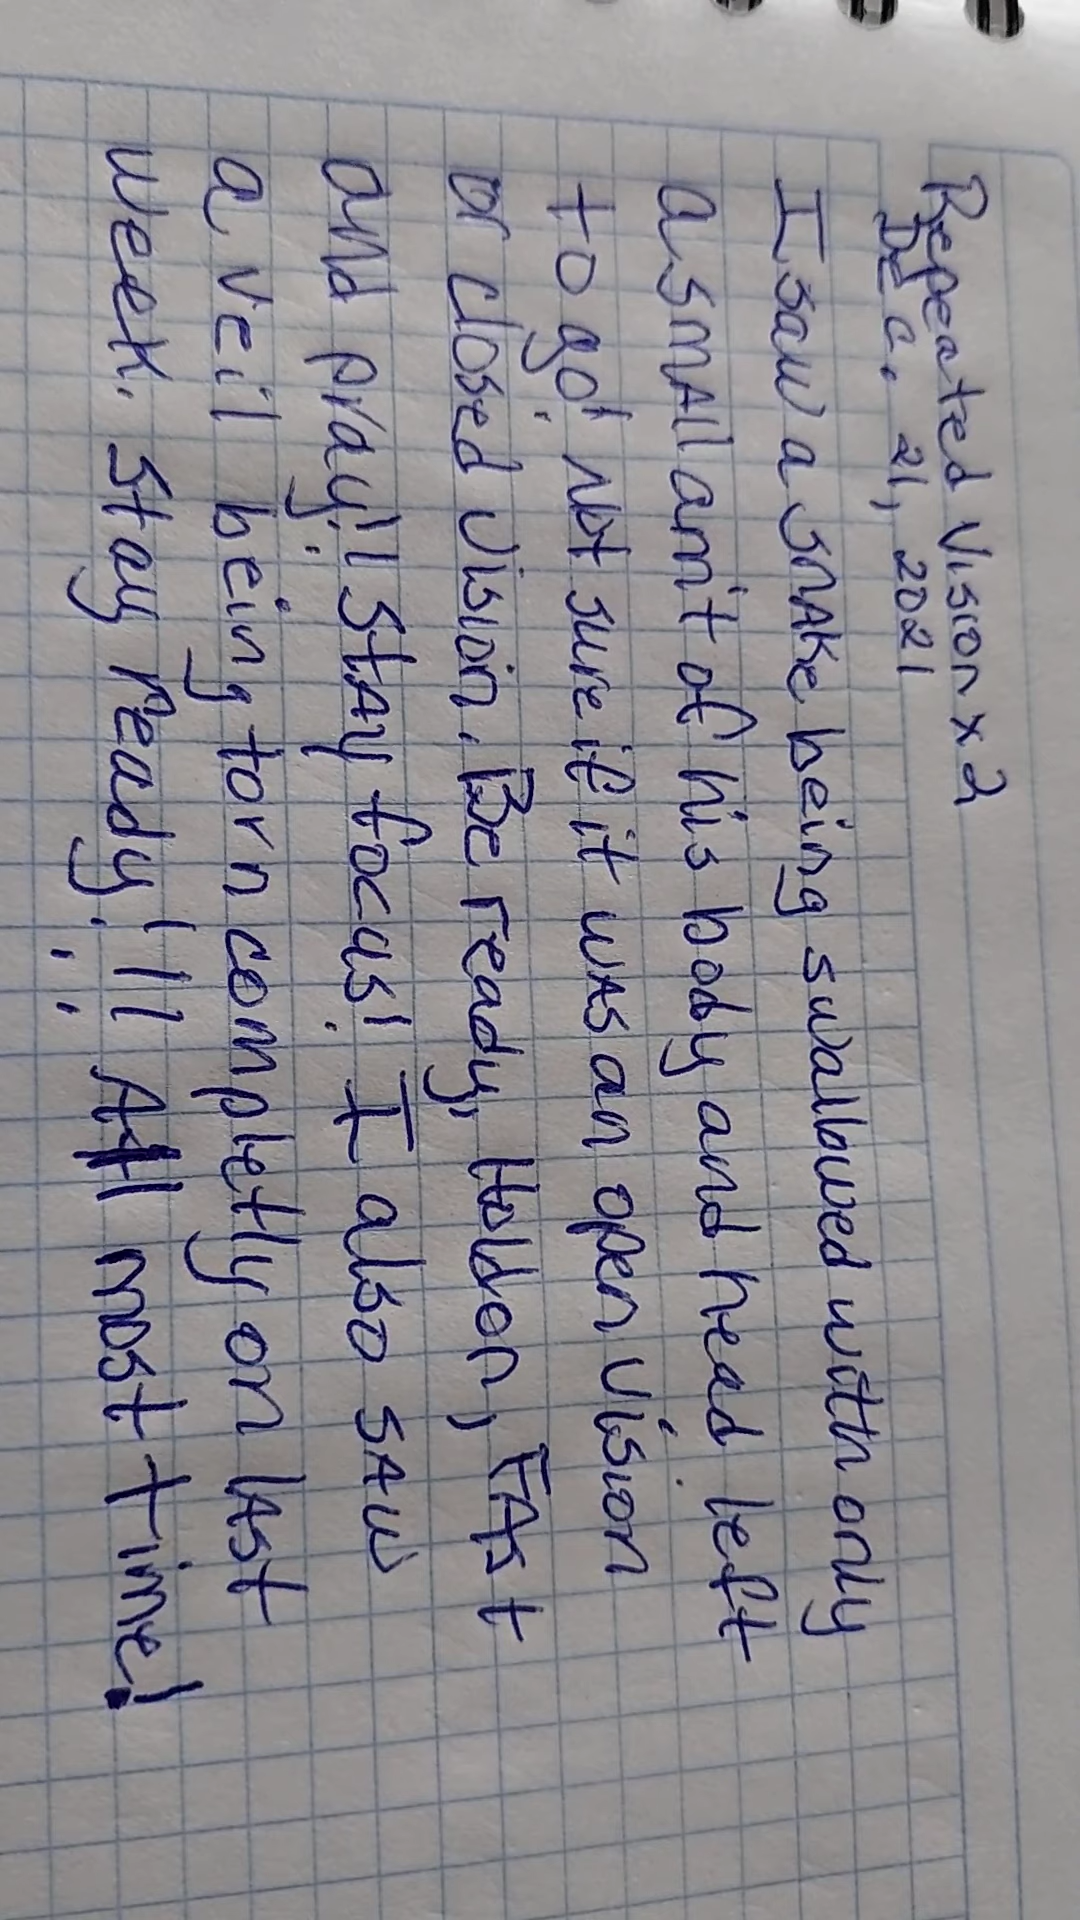 Repeated Vision x 2
Dec. 21, 2021
I saw a snake being swallowed with only
a small am't of his body and head left
to go! Not sure if it was an open vision
or closed vision. Be ready, Hold on, Fast
and pray!! Stay focus! I also saw
a veil being torn completly on last
week. Stay ready!!! All most time!